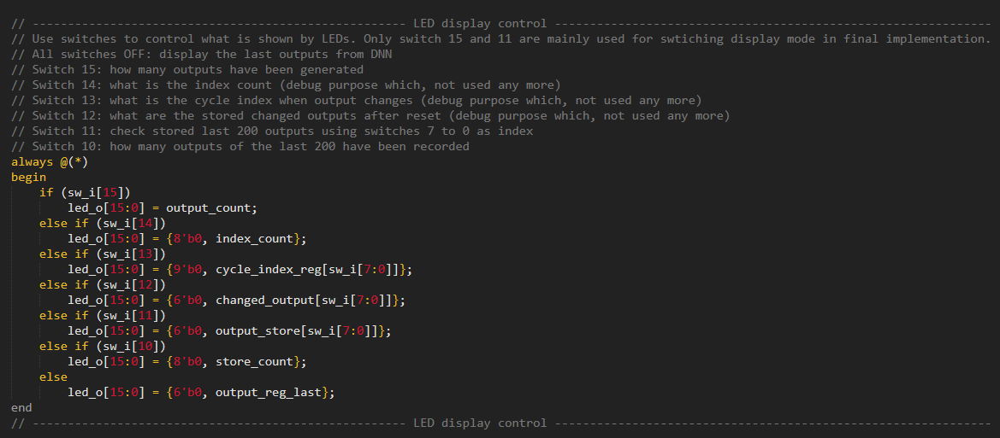 // ----------------------------------------------------- LED display control --------------------------------------------------------------
// Use switches to control what is shown by LEDs. Only switch 15 and 11 are mainly used for swtiching display mode in final implementation.
// All switches OFF: display the last outputs from DNN
// Switch 15: how many outputs have been generated
// Switch 14: what is the index count (debug purpose which, not used any more)
// Switch 13: what is the cycle index when output changes (debug purpose which, not used any more)
// Switch 12: what are the stored changed outputs after reset (debug purpose which, not used any more)
// Switch 11: check stored last 200 outputs using switches 7 to 0 as index
// Switch 10: how many outputs of the last 200 have been recorded
always @(*)
begin
    if (sw_i[15])
        led_o[15:0] = output_count;
    else if (sw_i[14])
        led_o[15:0] = {8'b0, index_count};
    else if (sw_i[13])
        led_o[15:0] = {9'b0, cycle_index_reg[sw_i[7:0]]};
    else if (sw_i[12])
        led_o[15:0] = {6'b0, changed_output[sw_i[7:0]]};
    else if (sw_i[11])
        led_o[15:0] = {6'b0, output_store[sw_i[7:0]]};
    else if (sw_i[10])
        led_o[15:0] = {8'b0, store_count};
    else
        led_o[15:0] = {6'b0, output_reg_last};
end
// ----------------------------------------------------- LED display control --------------------------------------------------------------